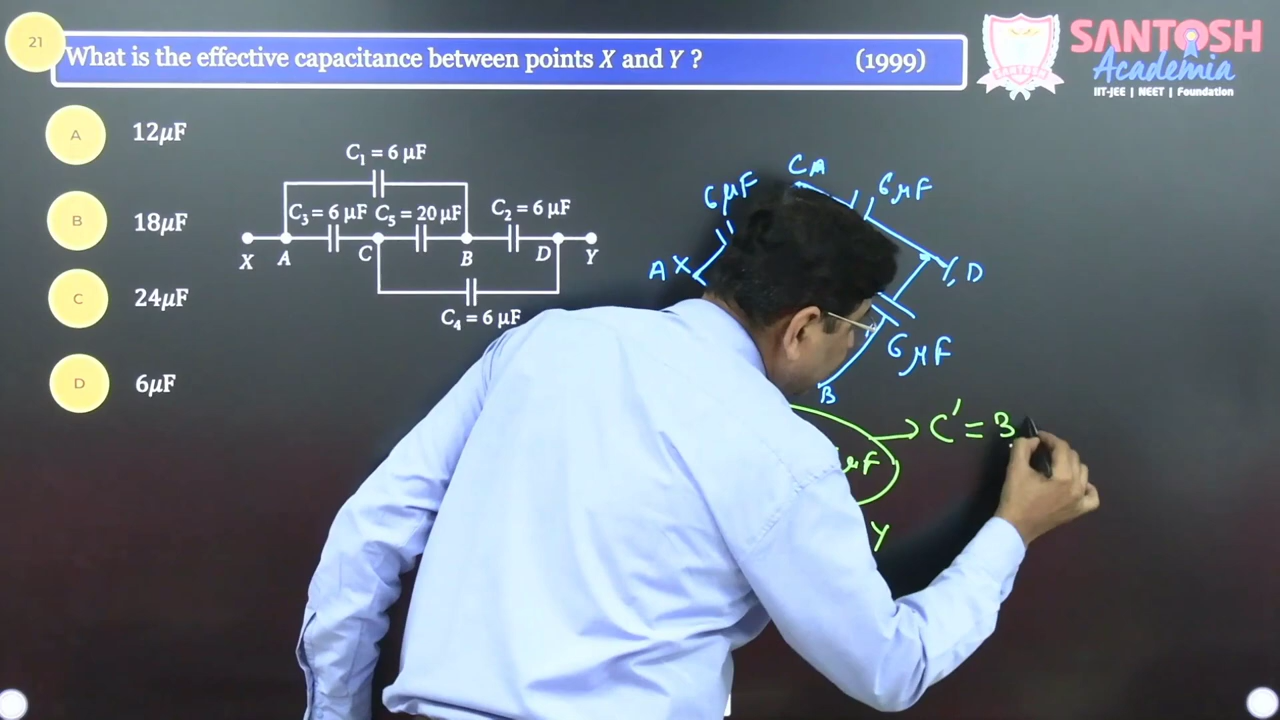 21
What is the effective capacitance between points X and Y ? (1999)
SANTOSH
Academia
IIT-JEE | NEET | Foundation
SANTOSH
A 12μF
B 18μF
C 24μF
D 6μF
C₁ = 6 μF
C₃ = 6 μF C₅ = 20 μF C₂ = 6 μF
X A C B D Y
C₄ = 6 μF
6μF
6μF
A X
Y, D
6μF
B
C' = 3
μF
Y